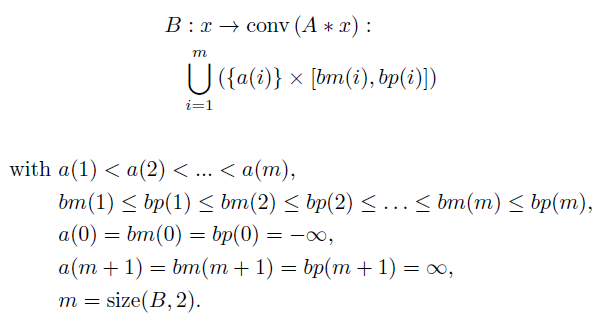 B : x → conv (A ∗ x) :
m
⋃ ({a(i)} × [bm(i), bp(i)])
i=1
with a(1) < a(2) < ... < a(m),
bm(1) ≤ bp(1) ≤ bm(2) ≤ bp(2) ≤ . . . ≤ bm(m) ≤ bp(m),
a(0) = bm(0) = bp(0) = −∞,
a(m + 1) = bm(m + 1) = bp(m + 1) = ∞,
m = size(B, 2).